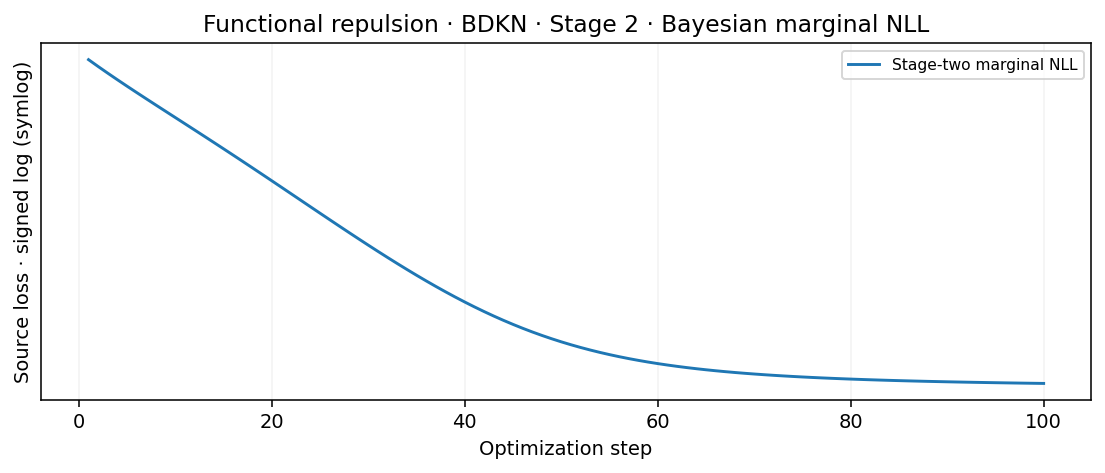 Functional repulsion · BDKN · Stage 2 · Bayesian marginal NLL
Stage-two marginal NLL
Source loss · signed log (symlog)
0 20 40 60 80 100
Optimization step